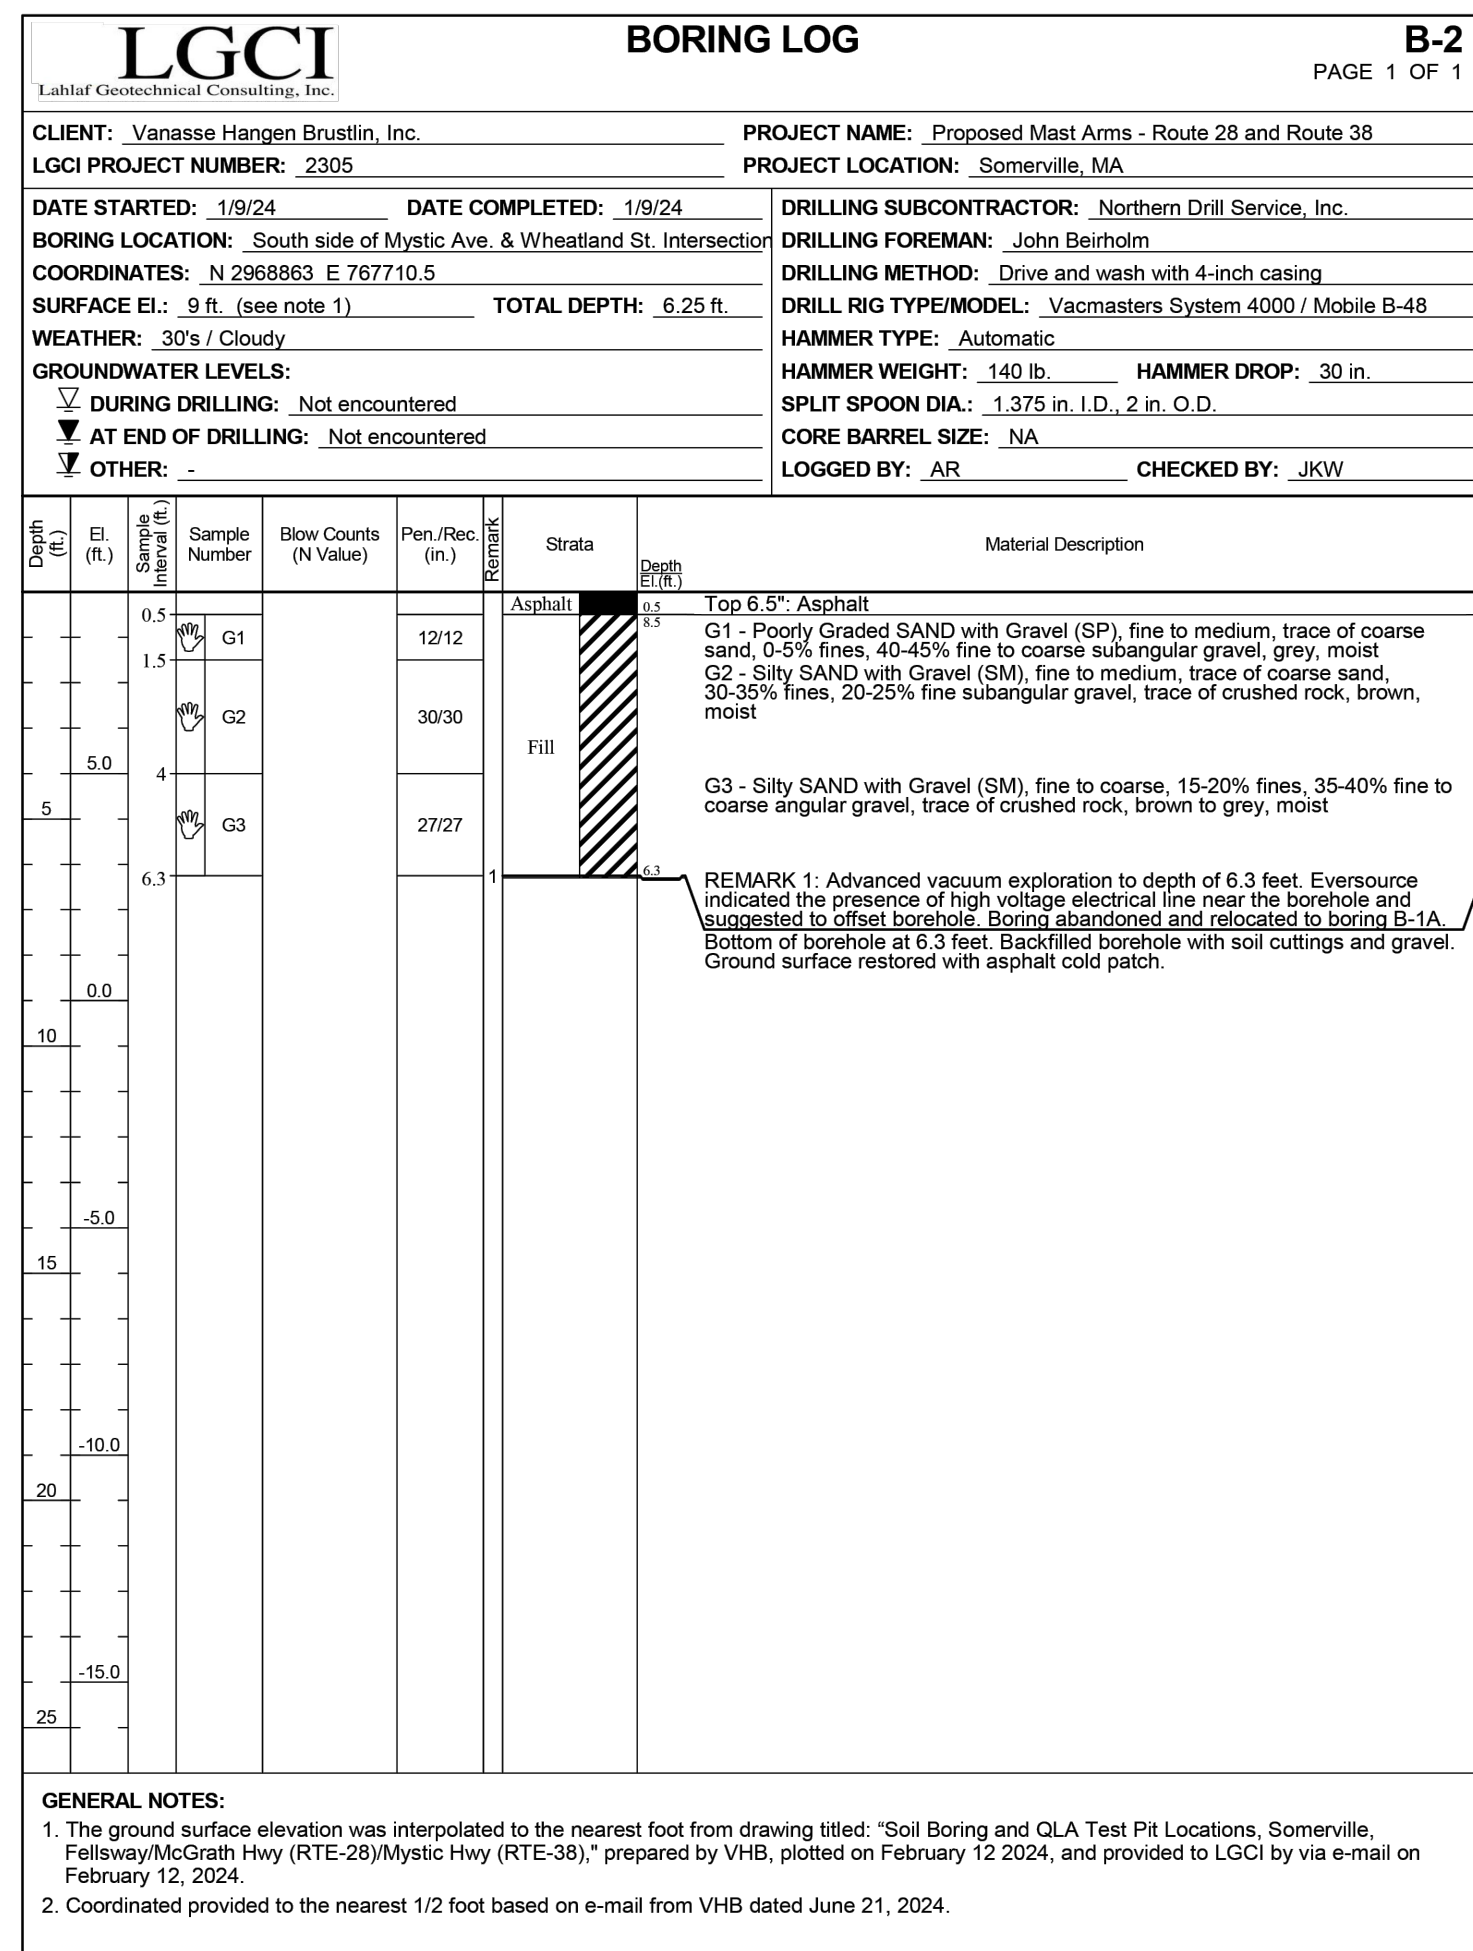 LGCI
Lahlaf Geotechnical Consulting, Inc.
BORING LOG
B-2
PAGE 1 OF 1
CLIENT: Vanasse Hangen Brustlin, Inc.
PROJECT NAME: Proposed Mast Arms - Route 28 and Route 38
LGCI PROJECT NUMBER: 2305
PROJECT LOCATION: Somerville, MA
DATE STARTED: 1/9/24 DATE COMPLETED: 1/9/24
BORING LOCATION: South side of Mystic Ave. & Wheatland St. Intersection
COORDINATES: N 2968863 E 767710.5
SURFACE El.: 9 ft. (see note 1) TOTAL DEPTH: 6.25 ft.
WEATHER: 30's / Cloudy
GROUNDWATER LEVELS:
DURING DRILLING: Not encountered
AT END OF DRILLING: Not encountered
OTHER: -
DRILLING SUBCONTRACTOR: Northern Drill Service, Inc.
DRILLING FOREMAN: John Beirholm
DRILLING METHOD: Drive and wash with 4-inch casing
DRILL RIG TYPE/MODEL: Vacmasters System 4000 / Mobile B-48
HAMMER TYPE: Automatic
HAMMER WEIGHT: 140 lb. HAMMER DROP: 30 in.
SPLIT SPOON DIA.: 1.375 in. I.D., 2 in. O.D.
CORE BARREL SIZE: NA
LOGGED BY: AR CHECKED BY: JKW
Depth
(ft.)
El.
(ft.)
Sample
Interval (ft.)
Sample
Number
Blow Counts
(N Value)
Pen./Rec.
(in.)
Remark
Strata
Depth
El.(ft.)
Material Description
Asphalt
0.5
Top 6.5": Asphalt
0.5
8.5
G1
12/12
G1 - Poorly Graded SAND with Gravel (SP), fine to medium, trace of coarse
sand, 0-5% fines, 40-45% fine to coarse subangular gravel, grey, moist
1.5
G2
30/30
G2 - Silty SAND with Gravel (SM), fine to medium, trace of coarse sand,
30-35% fines, 20-25% fine subangular gravel, trace of crushed rock, brown,
moist
Fill
5.0
4
5
G3
27/27
G3 - Silty SAND with Gravel (SM), fine to coarse, 15-20% fines, 35-40% fine to
coarse angular gravel, trace of crushed rock, brown to grey, moist
6.3
1
6.3
REMARK 1: Advanced vacuum exploration to depth of 6.3 feet. Eversource
indicated the presence of high voltage electrical line near the borehole and
suggested to offset borehole. Boring abandoned and relocated to boring B-1A.
Bottom of borehole at 6.3 feet. Backfilled borehole with soil cuttings and gravel.
Ground surface restored with asphalt cold patch.
0.0
10
-5.0
15
-10.0
20
-15.0
25
GENERAL NOTES:
1. The ground surface elevation was interpolated to the nearest foot from drawing titled: “Soil Boring and QLA Test Pit Locations, Somerville,
Fellsway/McGrath Hwy (RTE-28)/Mystic Hwy (RTE-38)," prepared by VHB, plotted on February 12 2024, and provided to LGCI by via e-mail on
February 12, 2024.
2. Coordinated provided to the nearest 1/2 foot based on e-mail from VHB dated June 21, 2024.